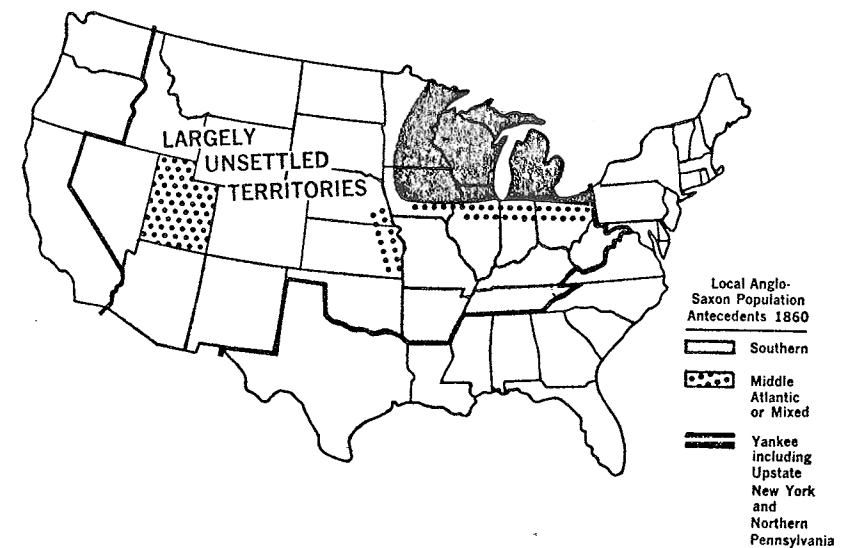 LARGELY
UNSETTLED
TERRITORIES
Local Anglo-
Saxon Population
Antecedents 1860
Southern
Middle
Atlantic
or Mixed
Yankee
including
Upstate
New York
and
Northern
Pennsylvania